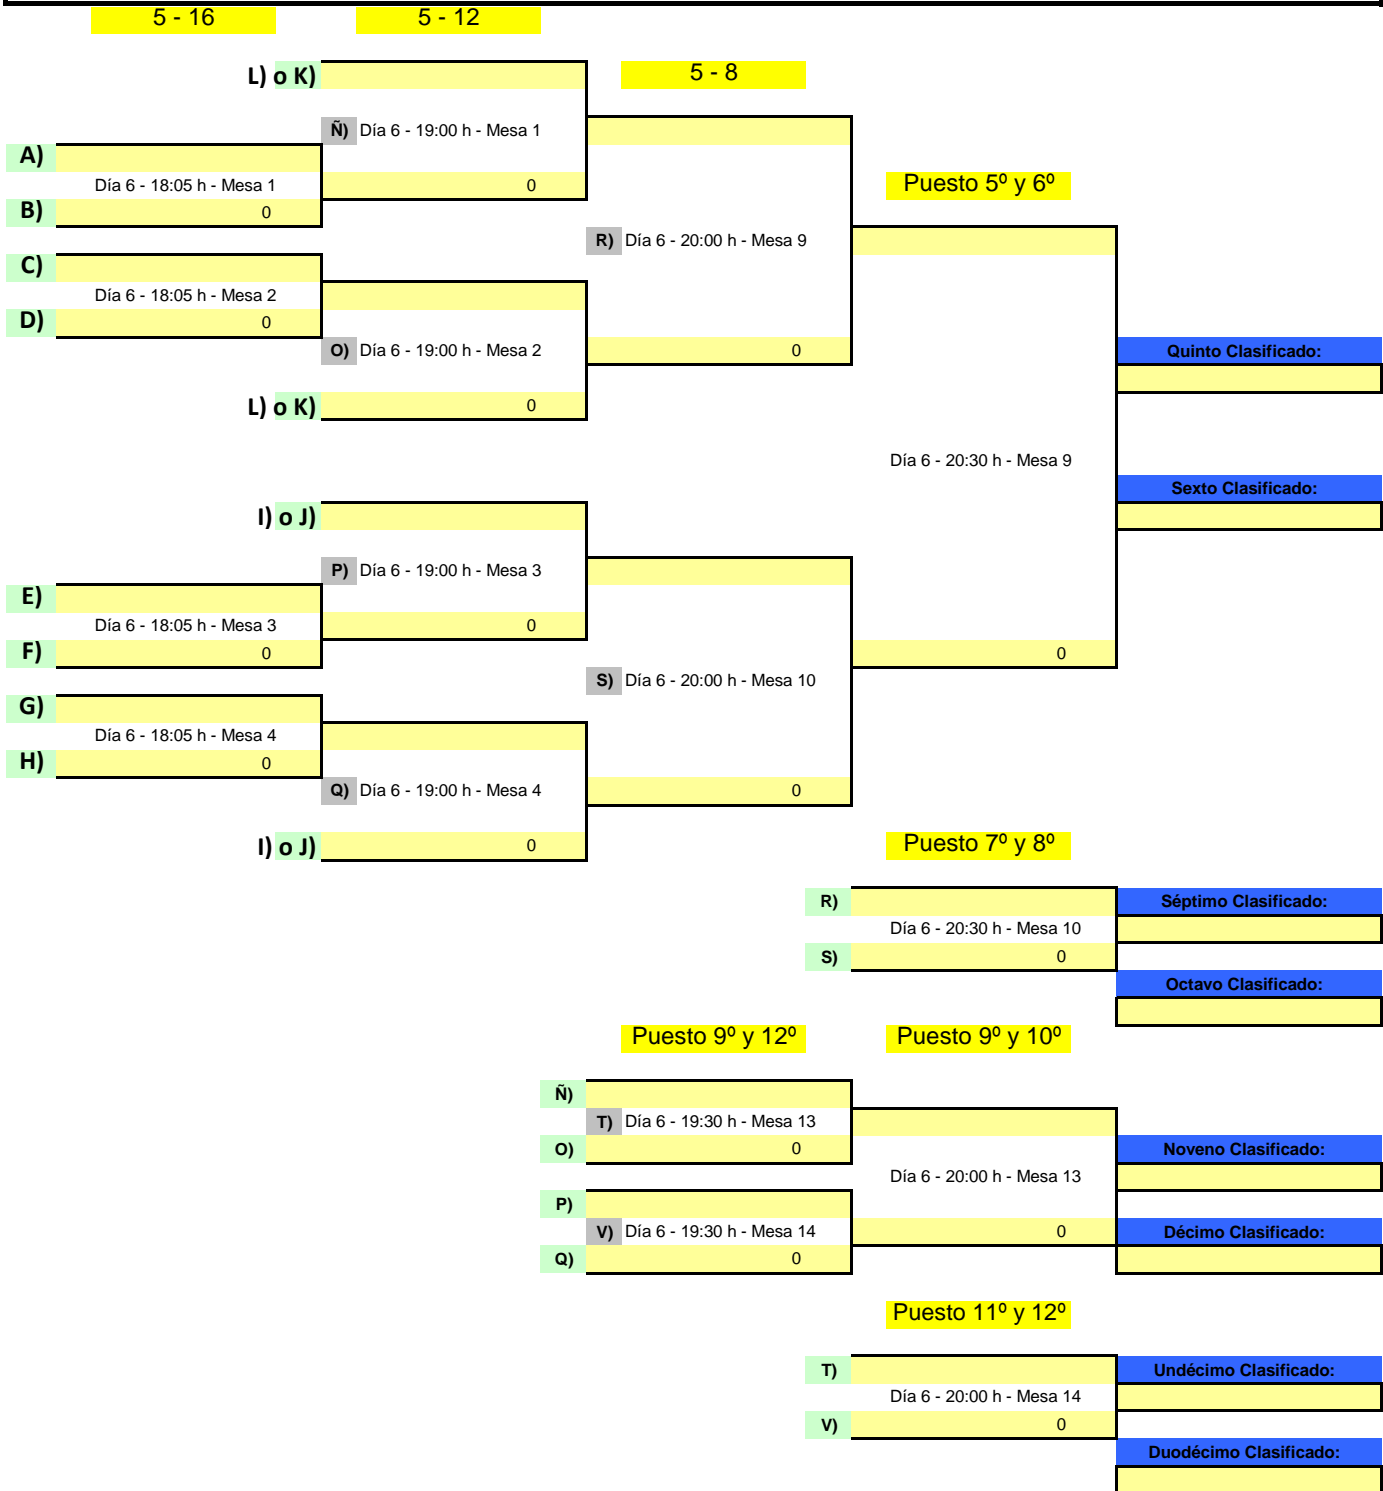 5 - 16
5 - 12
L) o K)
5 - 8
Ñ) Día 6 - 19:00 h - Mesa 1
A)
Día 6 - 18:05 h - Mesa 1
0
Puesto 5º y 6º
B)
0
R) Día 6 - 20:00 h - Mesa 9
C)
Día 6 - 18:05 h - Mesa 2
D)
0
O) Día 6 - 19:00 h - Mesa 2
0
Quinto Clasificado:
L) o K)
0
Día 6 - 20:30 h - Mesa 9
Sexto Clasificado:
I) o J)
P) Día 6 - 19:00 h - Mesa 3
E)
Día 6 - 18:05 h - Mesa 3
0
F)
0
0
S) Día 6 - 20:00 h - Mesa 10
G)
Día 6 - 18:05 h - Mesa 4
H)
0
Q) Día 6 - 19:00 h - Mesa 4
0
I) o J)
0
Puesto 7º y 8º
R)
Séptimo Clasificado:
Día 6 - 20:30 h - Mesa 10
S)
0
Octavo Clasificado:
Puesto 9º y 12º
Puesto 9º y 10º
Ñ)
T) Día 6 - 19:30 h - Mesa 13
O)
0
Noveno Clasificado:
Día 6 - 20:00 h - Mesa 13
P)
V) Día 6 - 19:30 h - Mesa 14
0
Décimo Clasificado:
Q)
0
Puesto 11º y 12º
T)
Undécimo Clasificado:
Día 6 - 20:00 h - Mesa 14
V)
0
Duodécimo Clasificado: